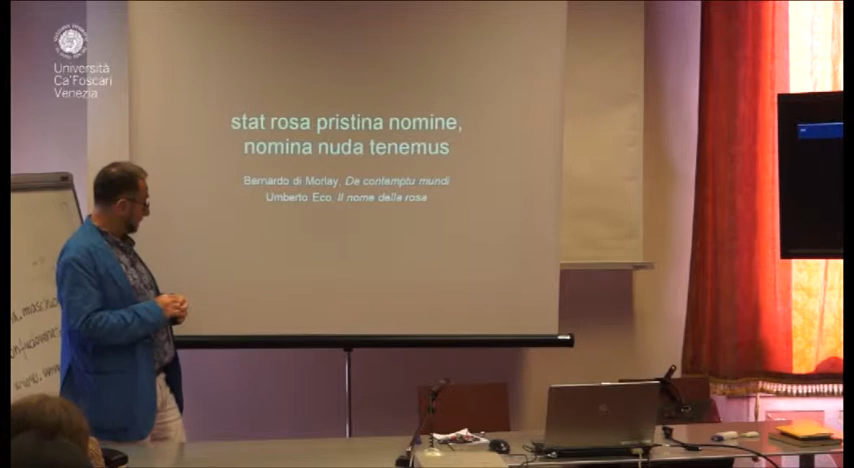 Università
Ca'Foscari
Venezia
stat rosa pristina nomine,
nomina nuda tenemus
Bernardo di Morlay, De contemptu mundi
Umberto Eco, Il nome della rosa